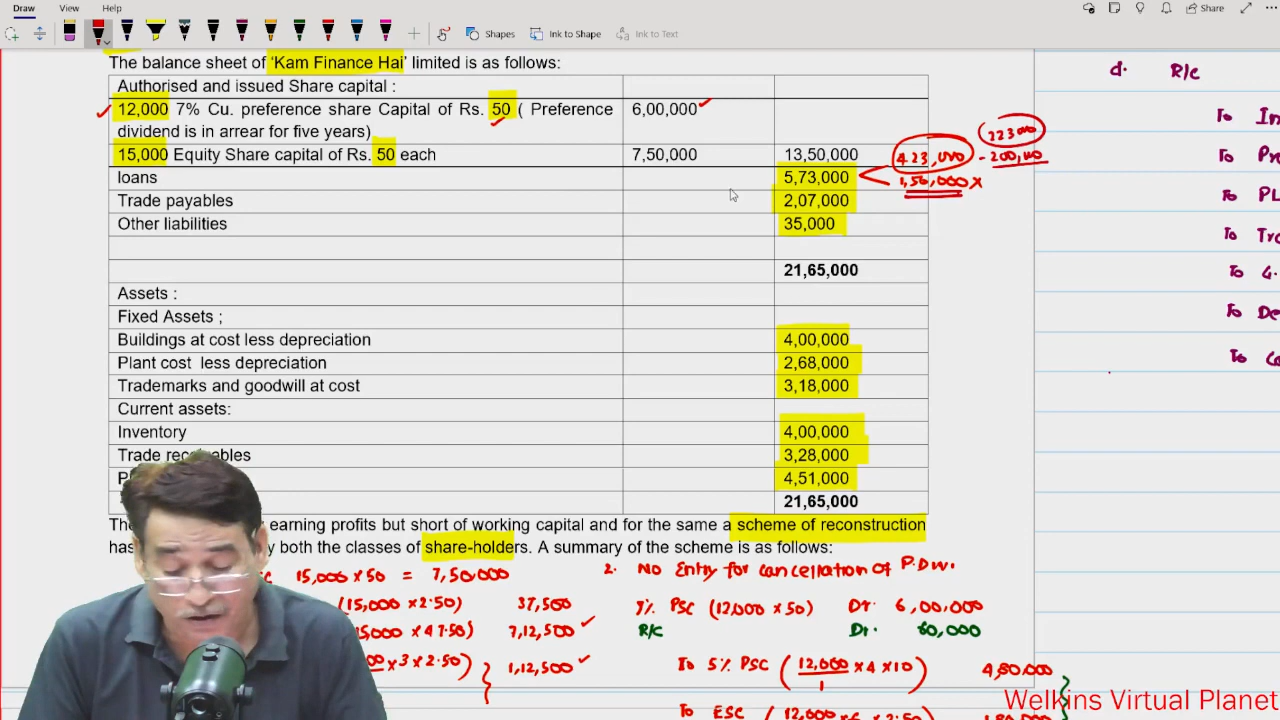 Draw View Help Share
Shapes Ink to Shape Ink to Text
The balance sheet of ‘Kam Finance Hai’ limited is as follows:
d. R/c
Authorised and issued Share capital :
12,000 7% Cu. preference share Capital of Rs. 50 ( Preference 6,00,000
dividend is in arrear for five years)
To
To
223000
15,000 Equity Share capital of Rs. 50 each 7,50,000 13,50,000 423,000 - 200,000
loans 5,73,000 1,50,000 x
To PL
Trade payables 2,07,000
Other liabilities 35,000
To
21,65,000
To
Assets :
Fixed Assets ;
To
Buildings at cost less depreciation 4,00,000
Plant cost less depreciation 2,68,000
To
Trademarks and goodwill at cost 3,18,000
Current assets:
Inventory 4,00,000
3,28,000
4,51,000
21,65,000
earning profits but short of working capital and for the same a scheme of reconstruction
both the classes of share-holders. A summary of the scheme is as follows:
15,000 x 50 = 7,50,000 2. No Entry for cancellation of P.Div.
(15,000 x 2.50) 37,500 7% PSC (12,000 x 50) Dr. 6,00,000
x 47.50) 7,12,500 R/c Dr. 60,000
x 3 x 2.50) 1,12,500 To 5% PSC (12,000/1 x 4 x 10) 4,80,000
Welkins Virtual Planet
To ESC